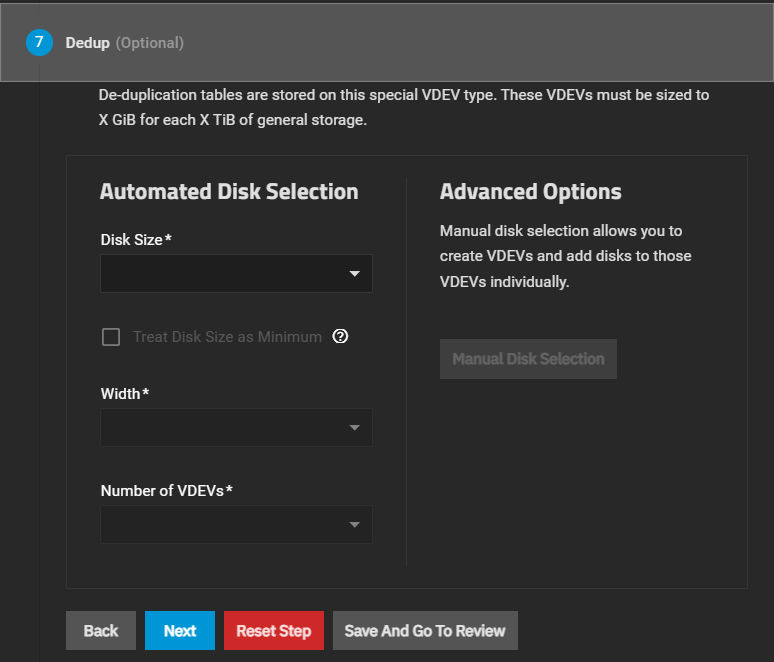 7 Dedup (Optional)
De-duplication tables are stored on this special VDEV type. These VDEVs must be sized to
X GiB for each X TiB of general storage.
Automated Disk Selection
Disk Size*
Treat Disk Size as Minimum ?
Width*
Number of VDEVs*
Advanced Options
Manual disk selection allows you to
create VDEVs and add disks to those
VDEVs individually.
Manual Disk Selection
Back Next Reset Step Save And Go To Review